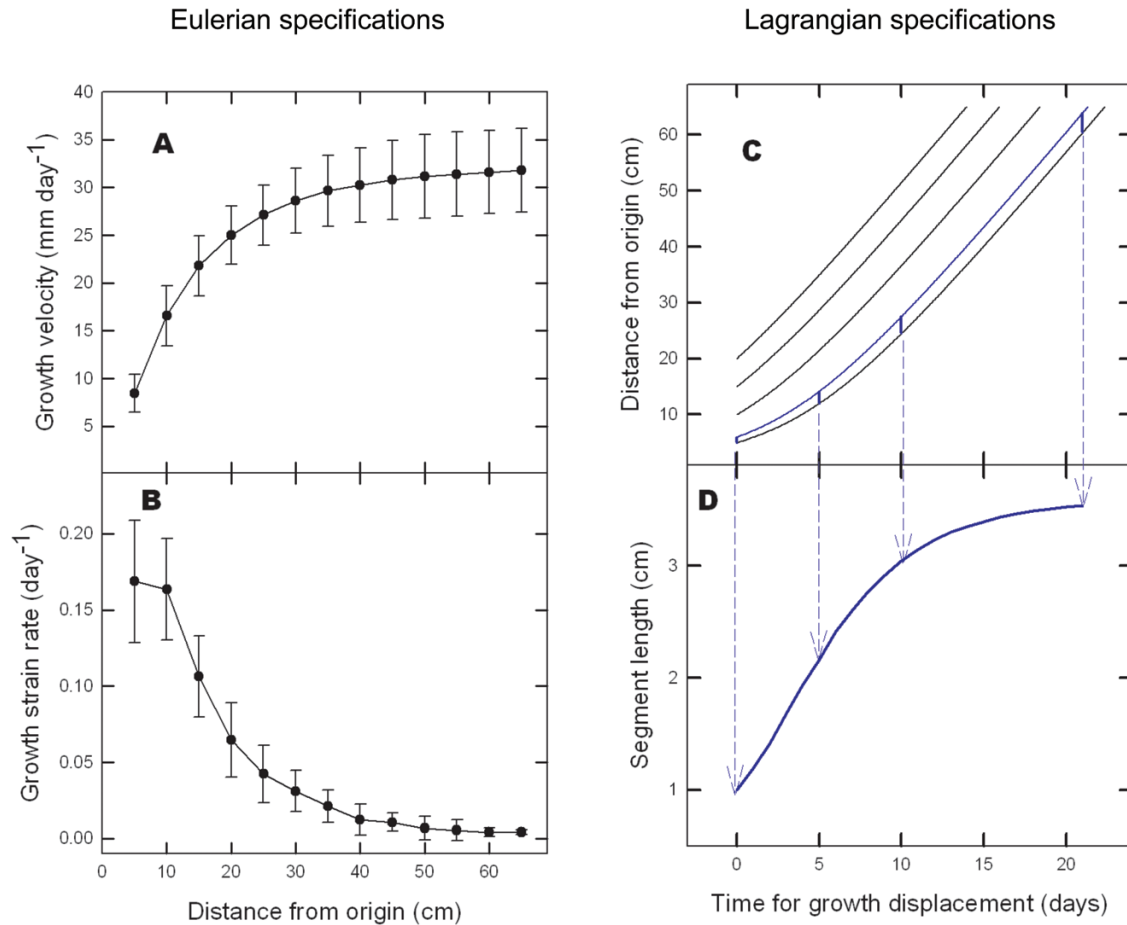 Eulerian specifications
Lagrangian specifications
A
Growth velocity (mm day-1)
40
35
30
25
20
15
10
5
B
Growth strain rate (day-1)
0.20
0.15
0.10
0.05
0.00
0 10 20 30 40 50 60
Distance from origin (cm)
C
Distance from origin (cm)
60
50
40
30
20
10
D
Segment length (cm)
3
2
1
0 5 10 15 20
Time for growth displacement (days)